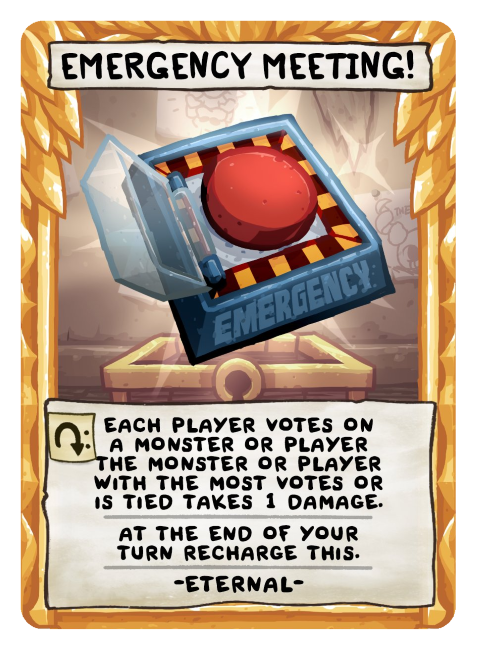 EMERGENCY MEETING!
THE
EMERGENCY
EACH PLAYER VOTES ON
A MONSTER OR PLAYER
THE MONSTER OR PLAYER
WITH THE MOST VOTES OR
IS TIED TAKES 1 DAMAGE.
AT THE END OF YOUR
TURN RECHARGE THIS.
-ETERNAL-